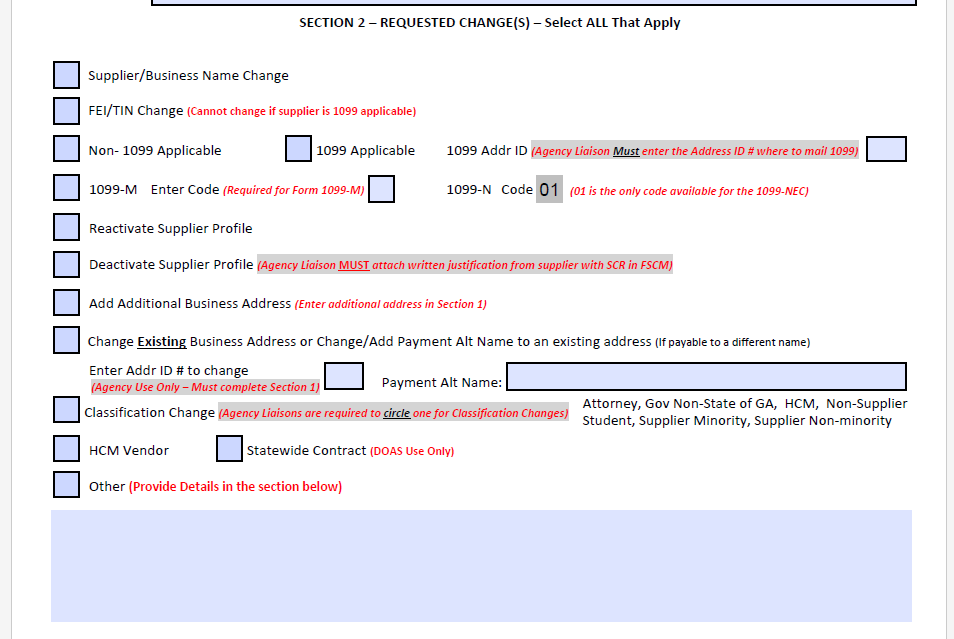 SECTION 2 – REQUESTED CHANGE(S) – Select ALL That Apply
Supplier/Business Name Change
FEI/TIN Change (Cannot change if supplier is 1099 applicable)
Non- 1099 Applicable 1099 Applicable 1099 Addr ID (Agency Liaison Must enter the Address ID # where to mail 1099)
1099-M Enter Code (Required for Form 1099-M) 1099-N Code 01 (01 is the only code available for the 1099-NEC)
Reactivate Supplier Profile
Deactivate Supplier Profile (Agency Liaison MUST attach written justification from supplier with SCR in FSCM)
Add Additional Business Address (Enter additional address in Section 1)
Change Existing Business Address or Change/Add Payment Alt Name to an existing address (If payable to a different name)
Enter Addr ID # to change
(Agency Use Only – Must complete Section 1) Payment Alt Name:
Classification Change (Agency Liaisons are required to circle one for Classification Changes)
Attorney, Gov Non-State of GA, HCM, Non-Supplier
Student, Supplier Minority, Supplier Non-minority
HCM Vendor Statewide Contract (DOAS Use Only)
Other (Provide Details in the section below)